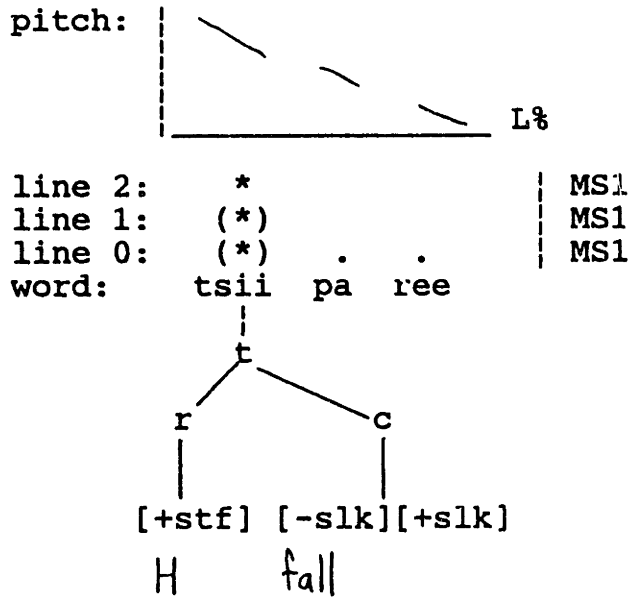 pitch:
L%
line 2: * MS1
line 1: (*) MS1
line 0: (*) . . MS1
word: tsii pa ree
t
r c
[+stf] [-slk][+slk]
H fall